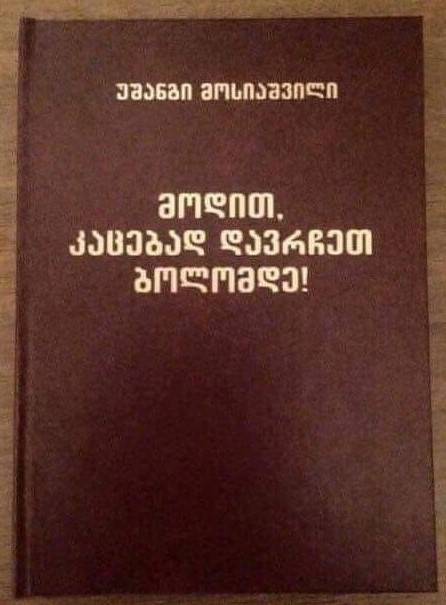 უშანგი მოსიაშვილი
მოდით,
კაცებად დავრჩეთ
ბოლომდე!